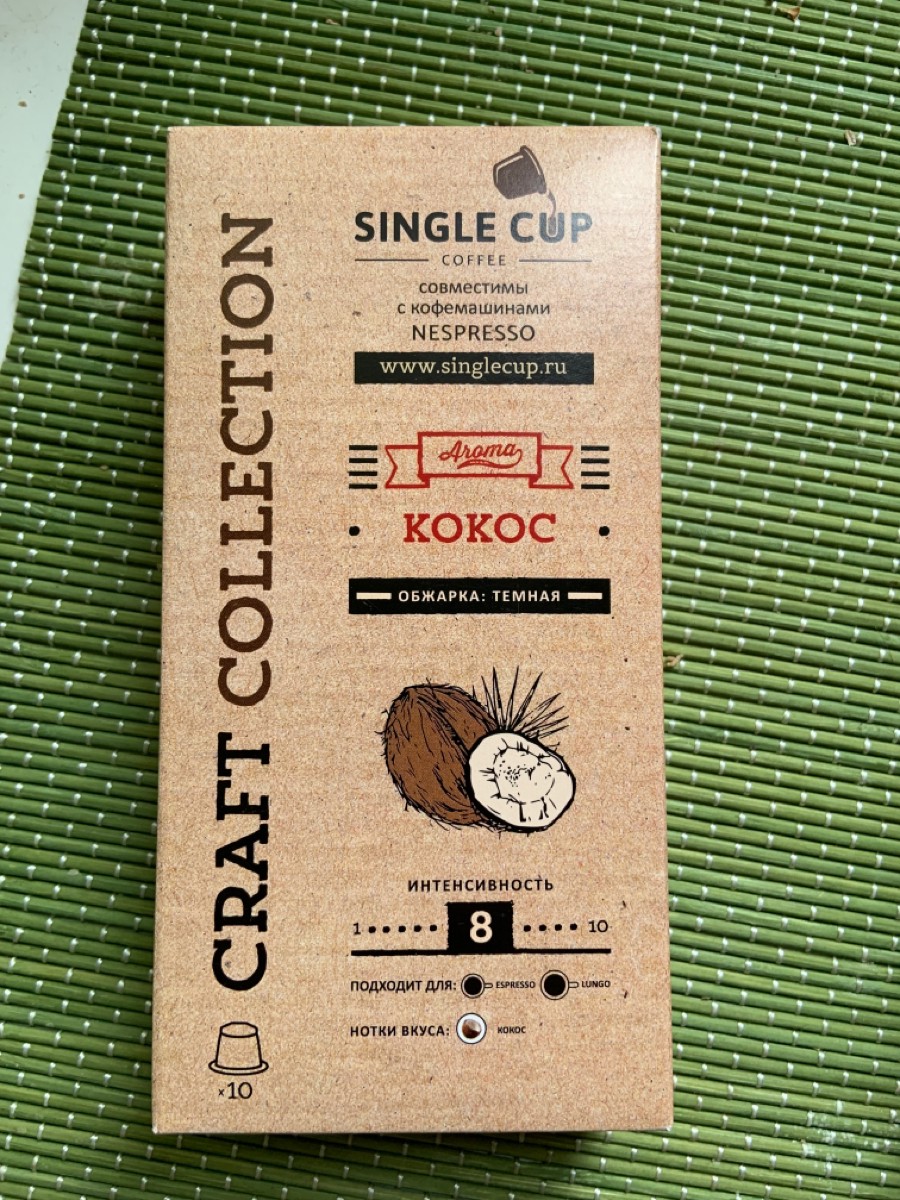 CRAFT COLLECTION
×10
SINGLE CUP
COFFEE
совместимы
с кофемашинами
NESPRESSO
www.singlecup.ru
Aroma
КОКОС
ОБЖАРКА: ТЕМНАЯ
ИНТЕНСИВНОСТЬ
1 8 10
ПОДХОДИТ ДЛЯ: ESPRESSO LUNGO
НОТКИ ВКУСА: КОКОС